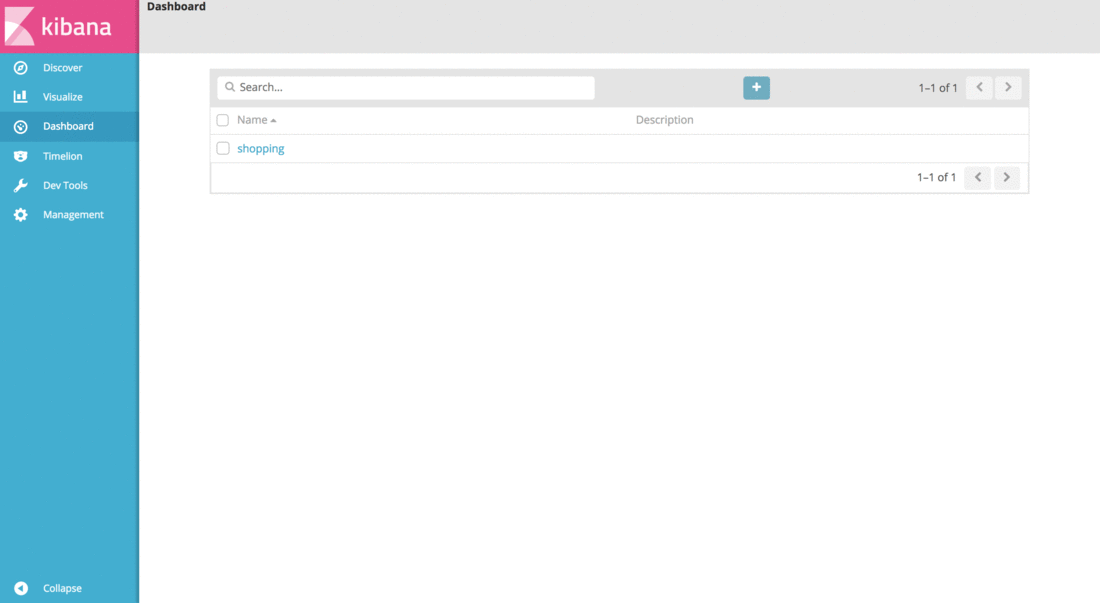 kibana
Dashboard
Discover
Visualize
Dashboard
Timelion
Dev Tools
Management
Collapse
Search...
1–1 of 1
Name
Description
shopping
1–1 of 1